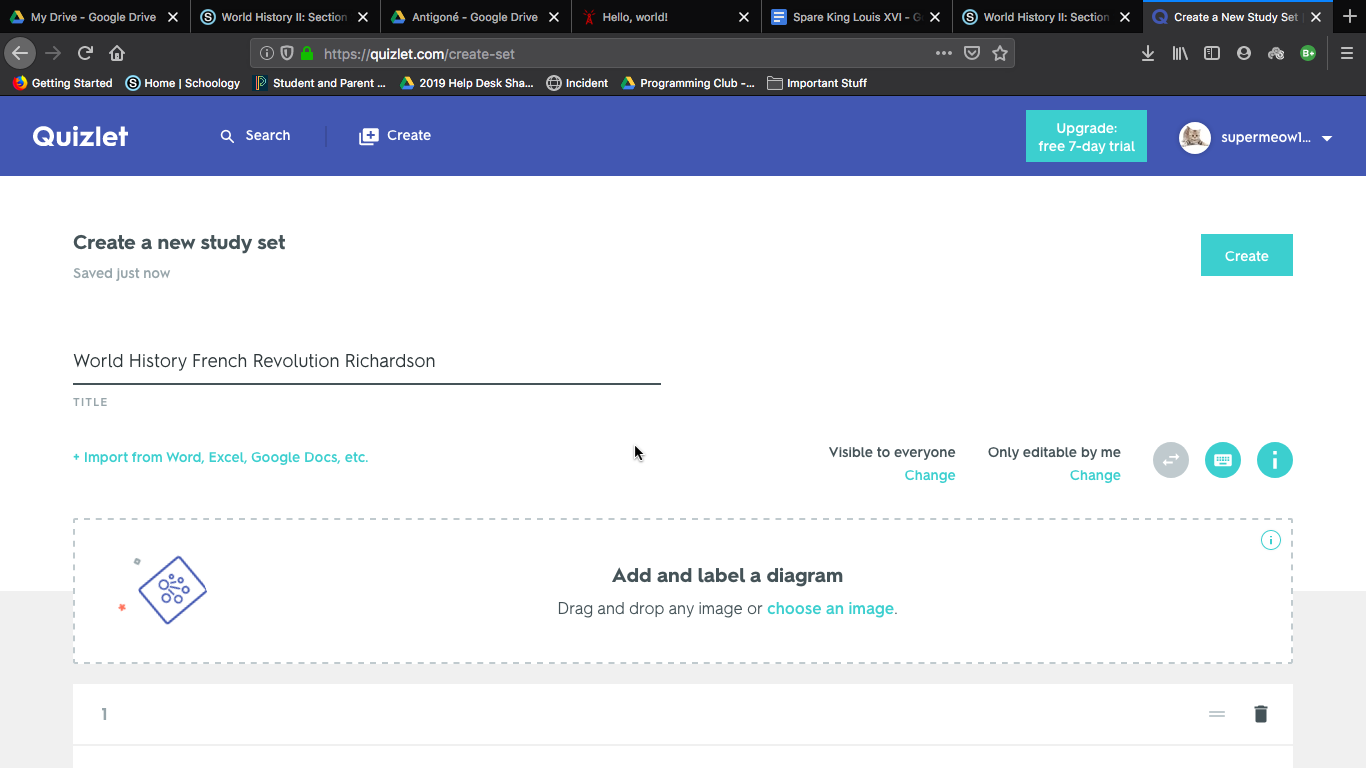 My Drive - Google Drive
World History II: Section
Antigoné - Google Drive
Hello, world!
Spare King Louis XVI - G
World History II: Section
Create a New Study Set
https://quizlet.com/create-set
Getting Started
Home | Schoology
Student and Parent ...
2019 Help Desk Sha...
Incident
Programming Club -...
Important Stuff
Quizlet
Search
Create
Upgrade:
free 7-day trial
supermeow1...
Create a new study set
Saved just now
Create
World History French Revolution Richardson
TITLE
+ Import from Word, Excel, Google Docs, etc.
Visible to everyone
Change
Only editable by me
Change
Add and label a diagram
Drag and drop any image or choose an image.
1